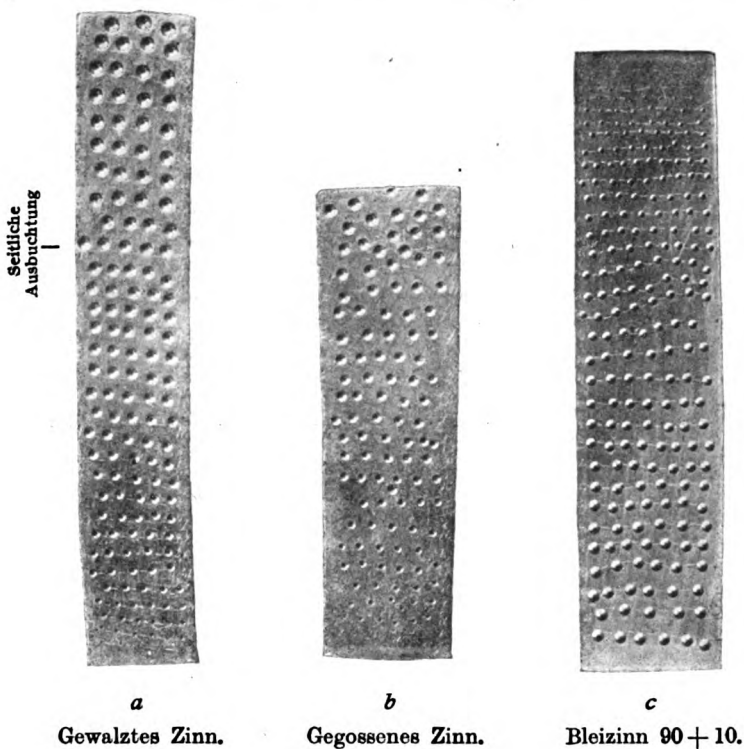 Seitliche
Ausbuchtung
a
b
c
Gewalztes Zinn.
Gegossenes Zinn.
Bleizinn 90 + 10.